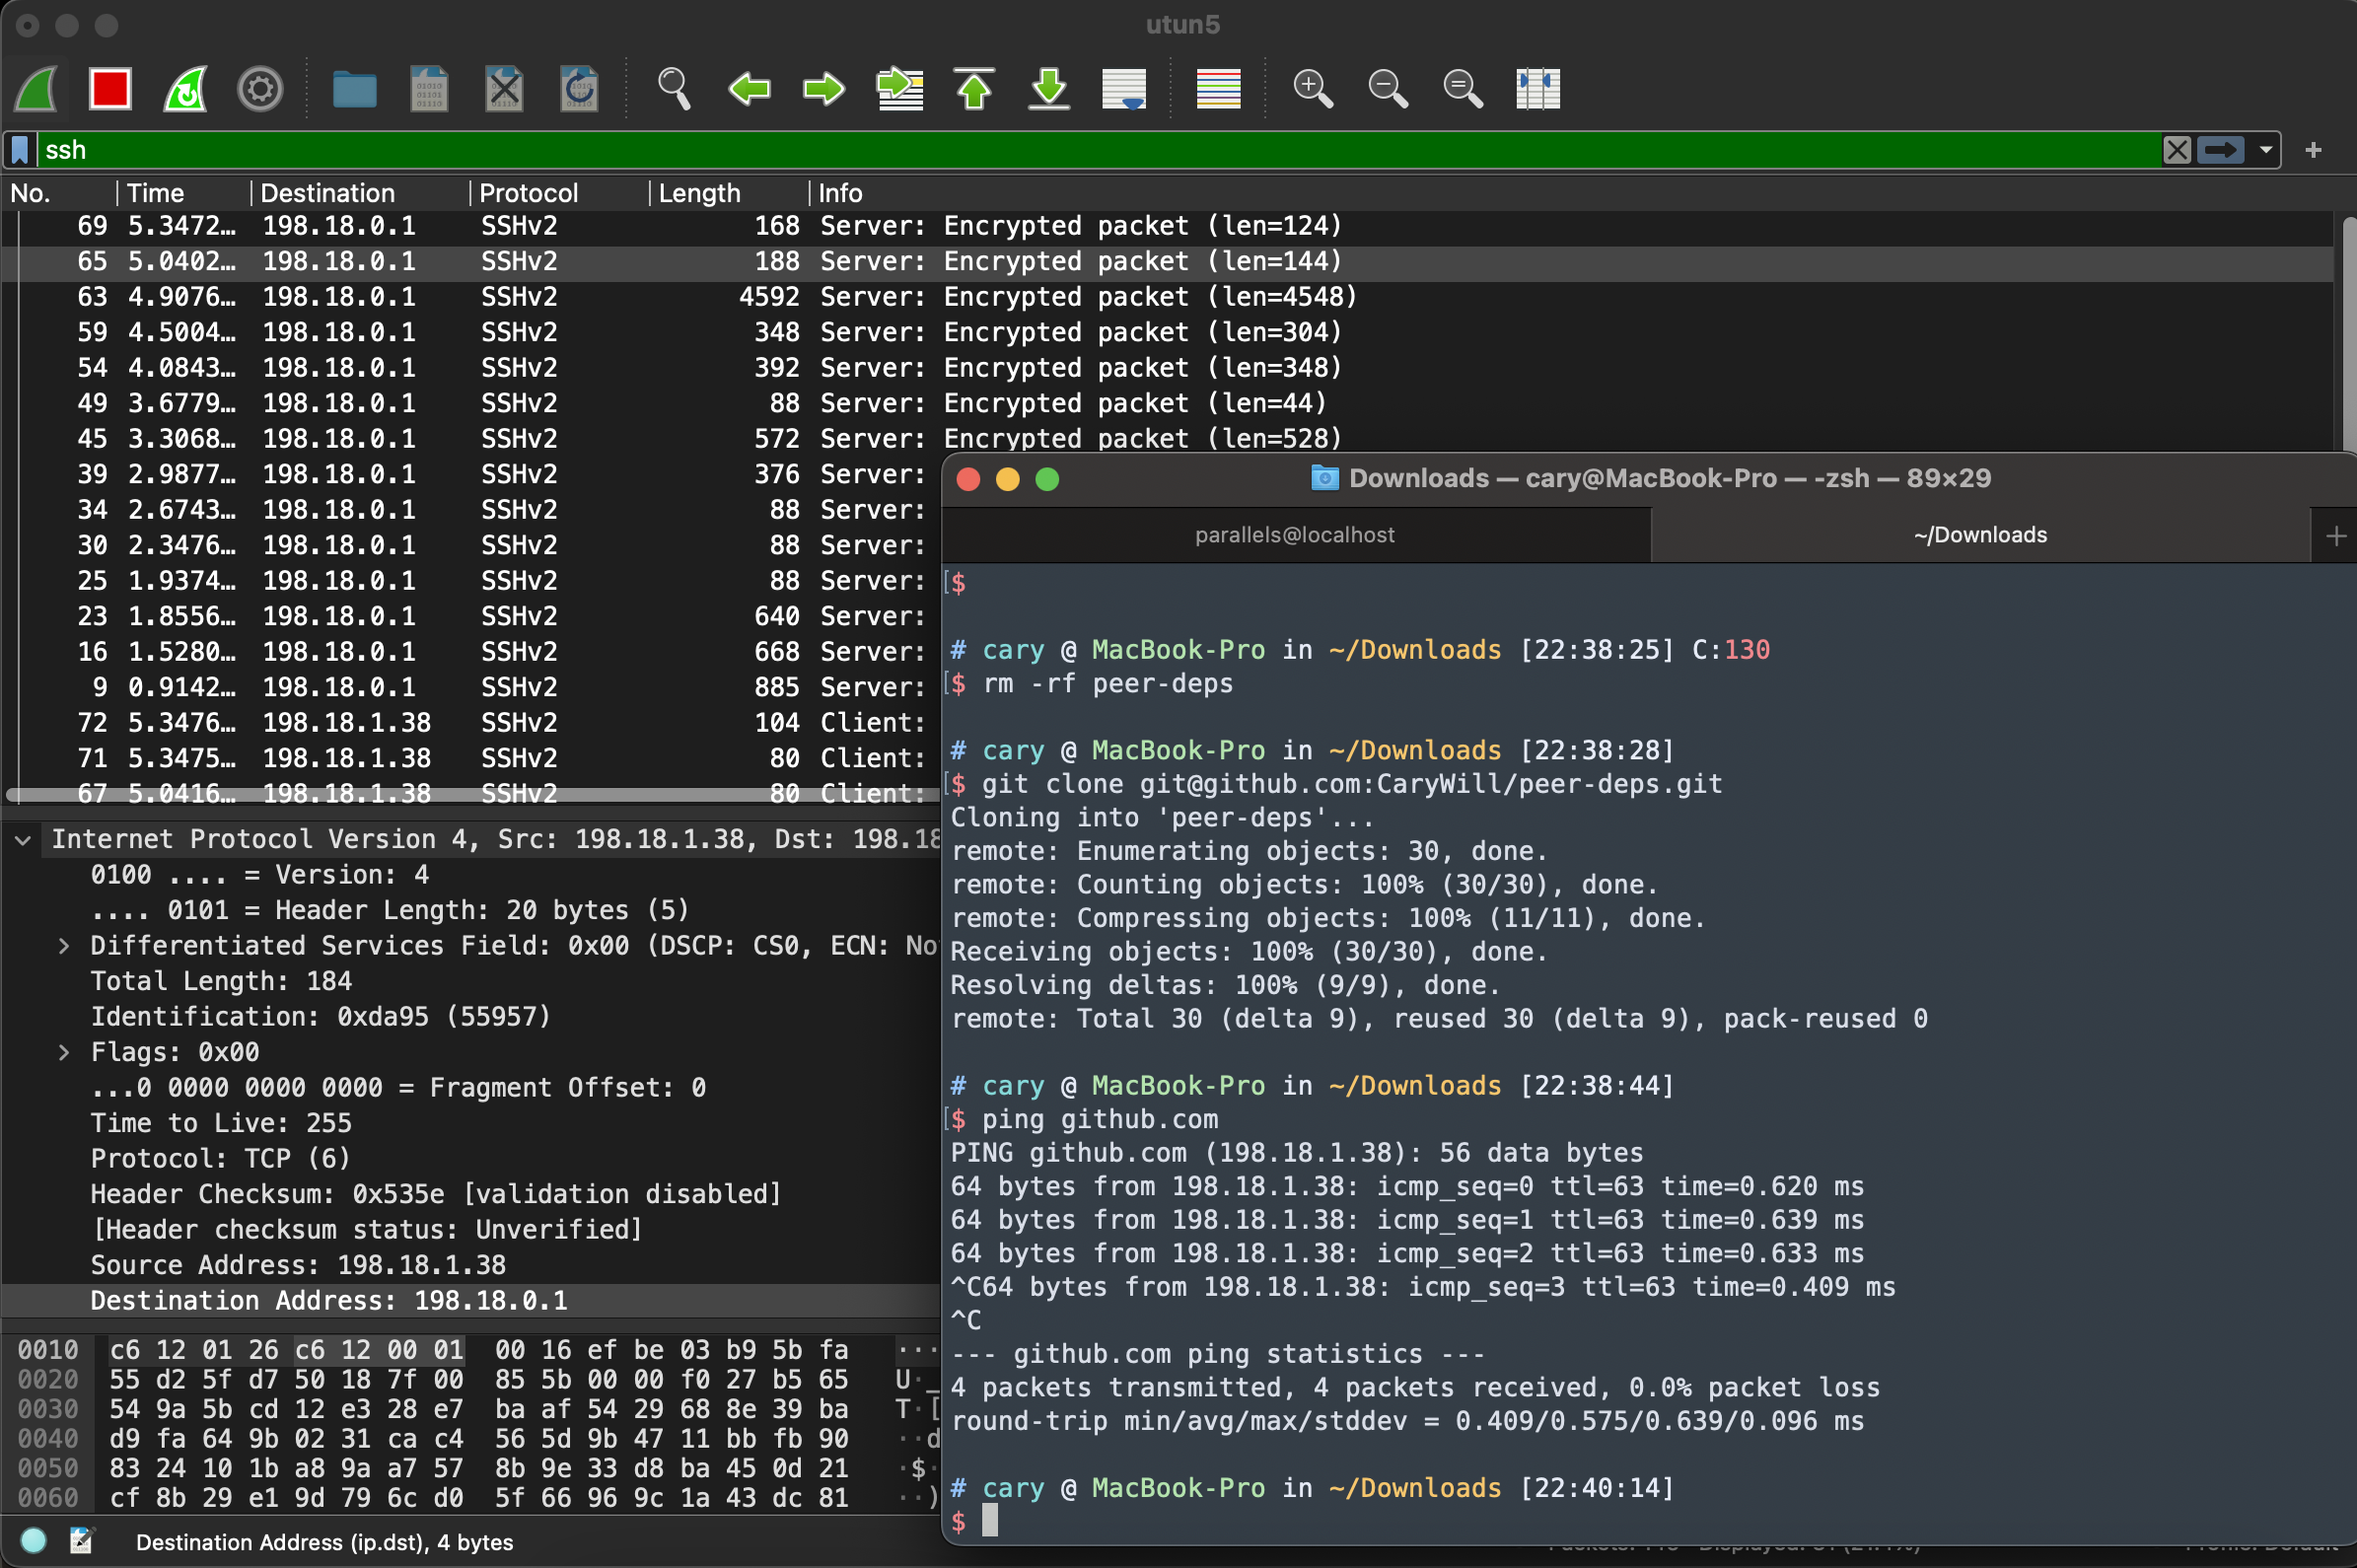 utun5
ssh
No. Time Destination Protocol Length Info
69 5.3472… 198.18.0.1 SSHv2 168 Server: Encrypted packet (len=124)
65 5.0402… 198.18.0.1 SSHv2 188 Server: Encrypted packet (len=144)
63 4.9076… 198.18.0.1 SSHv2 4592 Server: Encrypted packet (len=4548)
59 4.5004… 198.18.0.1 SSHv2 348 Server: Encrypted packet (len=304)
54 4.0843… 198.18.0.1 SSHv2 392 Server: Encrypted packet (len=348)
49 3.6779… 198.18.0.1 SSHv2 88 Server: Encrypted packet (len=44)
45 3.3068… 198.18.0.1 SSHv2 572 Server: Encrypted packet (len=528)
39 2.9877… 198.18.0.1 SSHv2 376 Server:
34 2.6743… 198.18.0.1 SSHv2 88 Server:
30 2.3476… 198.18.0.1 SSHv2 88 Server:
25 1.9374… 198.18.0.1 SSHv2 88 Server:
23 1.8556… 198.18.0.1 SSHv2 640 Server:
16 1.5280… 198.18.0.1 SSHv2 668 Server:
9 0.9142… 198.18.0.1 SSHv2 885 Server:
72 5.3476… 198.18.1.38 SSHv2 104 Client:
71 5.3475… 198.18.1.38 SSHv2 80 Client:
67 5.0416… 198.18.1.38 SSHv2 80 Client:
Internet Protocol Version 4, Src: 198.18.1.38, Dst: 198.18
0100 .... = Version: 4
.... 0101 = Header Length: 20 bytes (5)
Differentiated Services Field: 0x00 (DSCP: CS0, ECN: No
Total Length: 184
Identification: 0xda95 (55957)
Flags: 0x00
...0 0000 0000 0000 = Fragment Offset: 0
Time to Live: 255
Protocol: TCP (6)
Header Checksum: 0x535e [validation disabled]
[Header checksum status: Unverified]
Source Address: 198.18.1.38
Destination Address: 198.18.0.1
0010 c6 12 01 26 c6 12 00 01 00 16 ef be 03 b9 5b fa ···
0020 55 d2 5f d7 50 18 7f 00 85 5b 00 00 f0 27 b5 65 U·_
0030 54 9a 5b cd 12 e3 28 e7 ba af 54 29 68 8e 39 ba T·[
0040 d9 fa 64 9b 02 31 ca c4 56 5d 9b 47 11 bb fb 90 ··d
0050 83 24 10 1b a8 9a a7 57 8b 9e 33 d8 ba 45 0d 21 ·$·
0060 cf 8b 29 e1 9d 79 6c d0 5f 66 96 9c 1a 43 dc 81 ··)
Destination Address (ip.dst), 4 bytes
Downloads — cary@MacBook-Pro — -zsh — 89×29
parallels@localhost
~/Downloads
[$
# cary @ MacBook-Pro in ~/Downloads [22:38:25] C:130
[$ rm -rf peer-deps
# cary @ MacBook-Pro in ~/Downloads [22:38:28]
[$ git clone git@github.com:CaryWill/peer-deps.git
Cloning into 'peer-deps'...
remote: Enumerating objects: 30, done.
remote: Counting objects: 100% (30/30), done.
remote: Compressing objects: 100% (11/11), done.
Receiving objects: 100% (30/30), done.
Resolving deltas: 100% (9/9), done.
remote: Total 30 (delta 9), reused 30 (delta 9), pack-reused 0
# cary @ MacBook-Pro in ~/Downloads [22:38:44]
[$ ping github.com
PING github.com (198.18.1.38): 56 data bytes
64 bytes from 198.18.1.38: icmp_seq=0 ttl=63 time=0.620 ms
64 bytes from 198.18.1.38: icmp_seq=1 ttl=63 time=0.639 ms
64 bytes from 198.18.1.38: icmp_seq=2 ttl=63 time=0.633 ms
^C64 bytes from 198.18.1.38: icmp_seq=3 ttl=63 time=0.409 ms
^C
--- github.com ping statistics ---
4 packets transmitted, 4 packets received, 0.0% packet loss
round-trip min/avg/max/stddev = 0.409/0.575/0.639/0.096 ms
# cary @ MacBook-Pro in ~/Downloads [22:40:14]
$